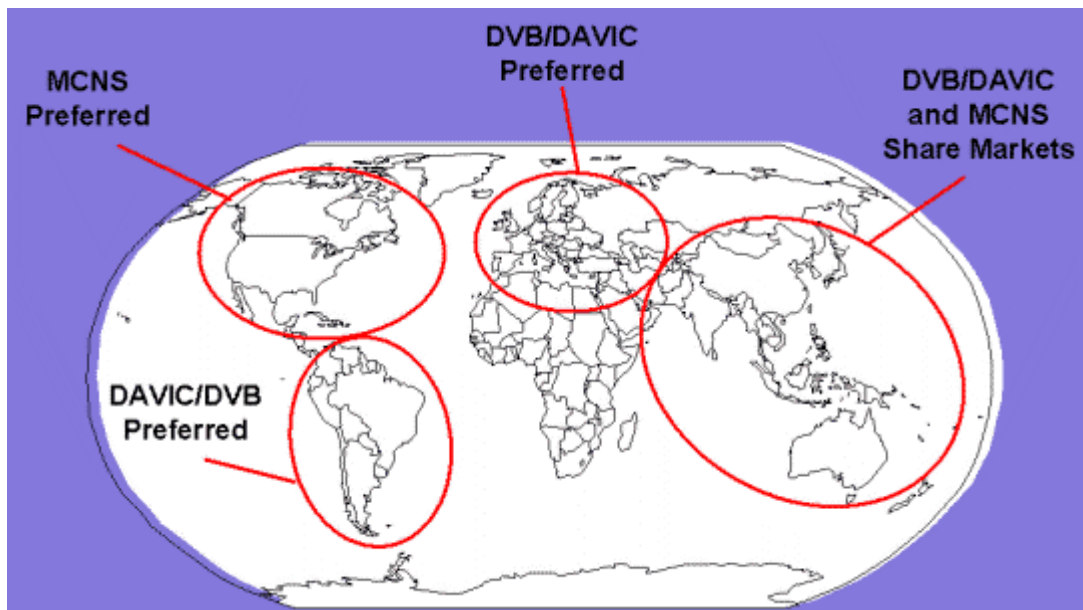 MCNS
Preferred
DVB/DAVIC
Preferred
DVB/DAVIC
and MCNS
Share Markets
DAVIC/DVB
Preferred